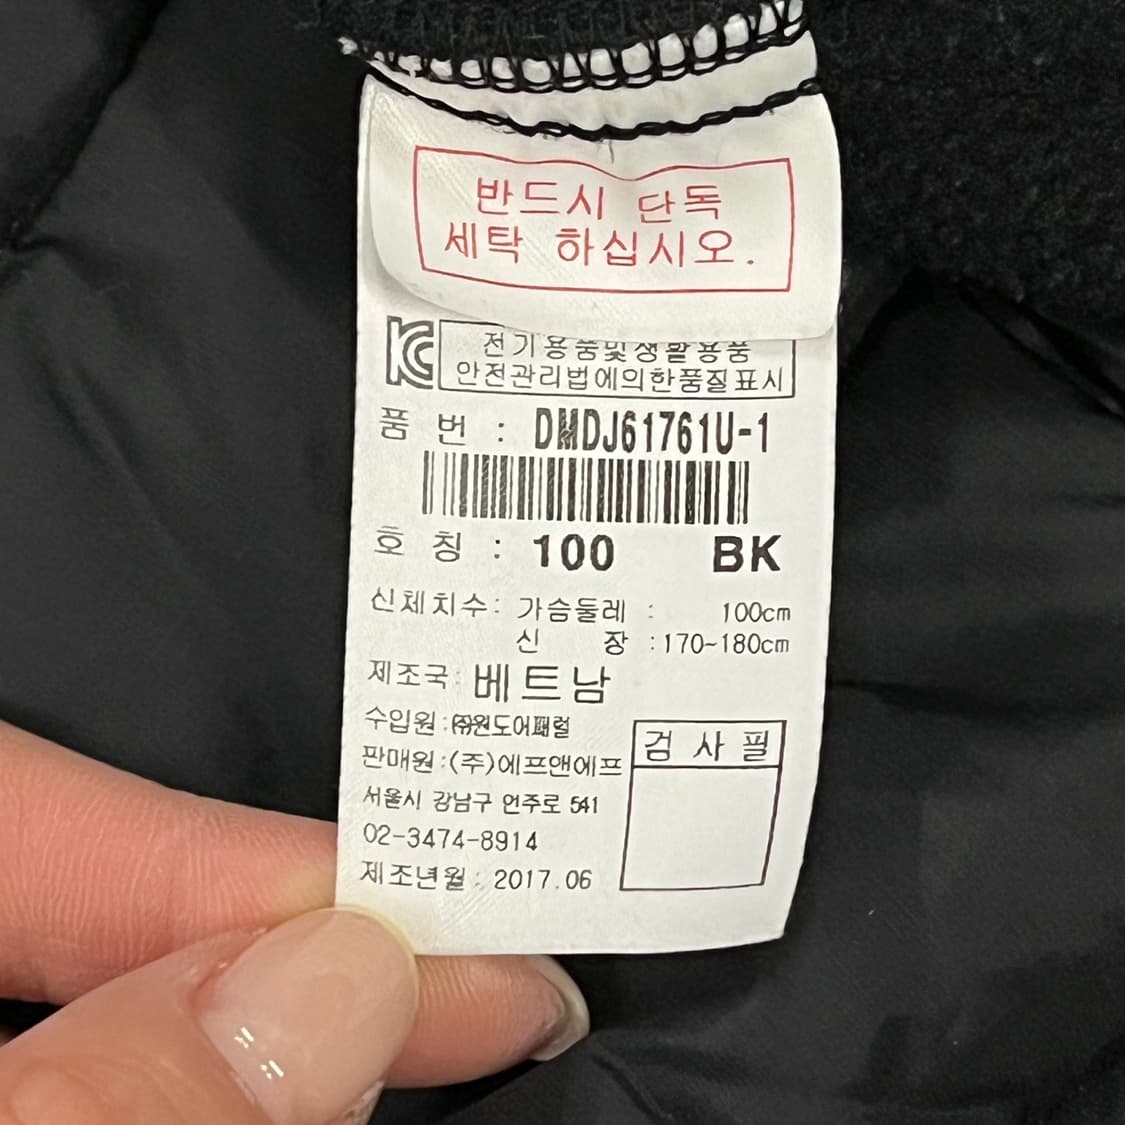 반드시 단독
세탁 하십시오.
KC 전기용품및생활용품
안전관리법에의한품질표시
품 번 : DMDJ61761U-1
호 칭 : 100 BK
신체치수: 가슴둘레 : 100cm
신 장 :170~180cm
제조국: 베트남
수입원:㈜윈도어패럴
판매원:(주)에프앤에프
서울시 강남구 언주로 541
02-3474-8914
제조년월: 2017.06
검 사 필